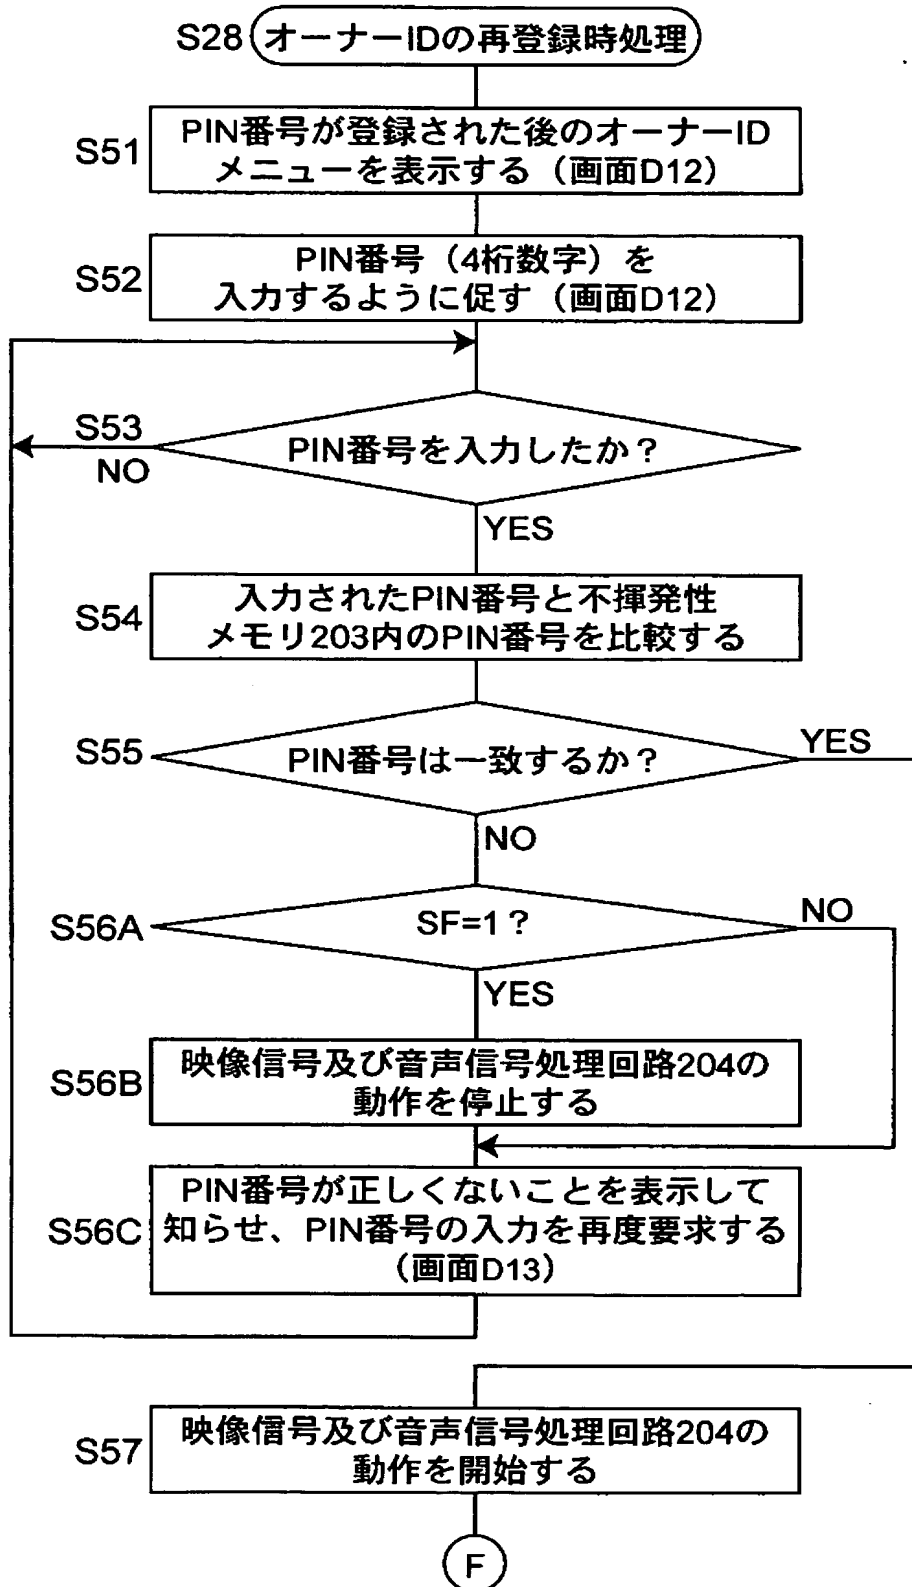 S28 オーナーIDの再登録時処理
S51
PIN番号が登録された後のオーナーID
メニューを表示する（画面D12）
S52
PIN番号（4桁数字）を
入力するように促す（画面D12）
S53
NO
PIN番号を入力したか？
YES
S54
入力されたPIN番号と不揮発性
メモリ203内のPIN番号を比較する
S55
PIN番号は一致するか？
YES
NO
S56A
SF=1？
NO
YES
S56B
映像信号及び音声信号処理回路204の
動作を停止する
S56C
PIN番号が正しくないことを表示して
知らせ、PIN番号の入力を再度要求する
（画面D13）
S57
映像信号及び音声信号処理回路204の
動作を開始する
F